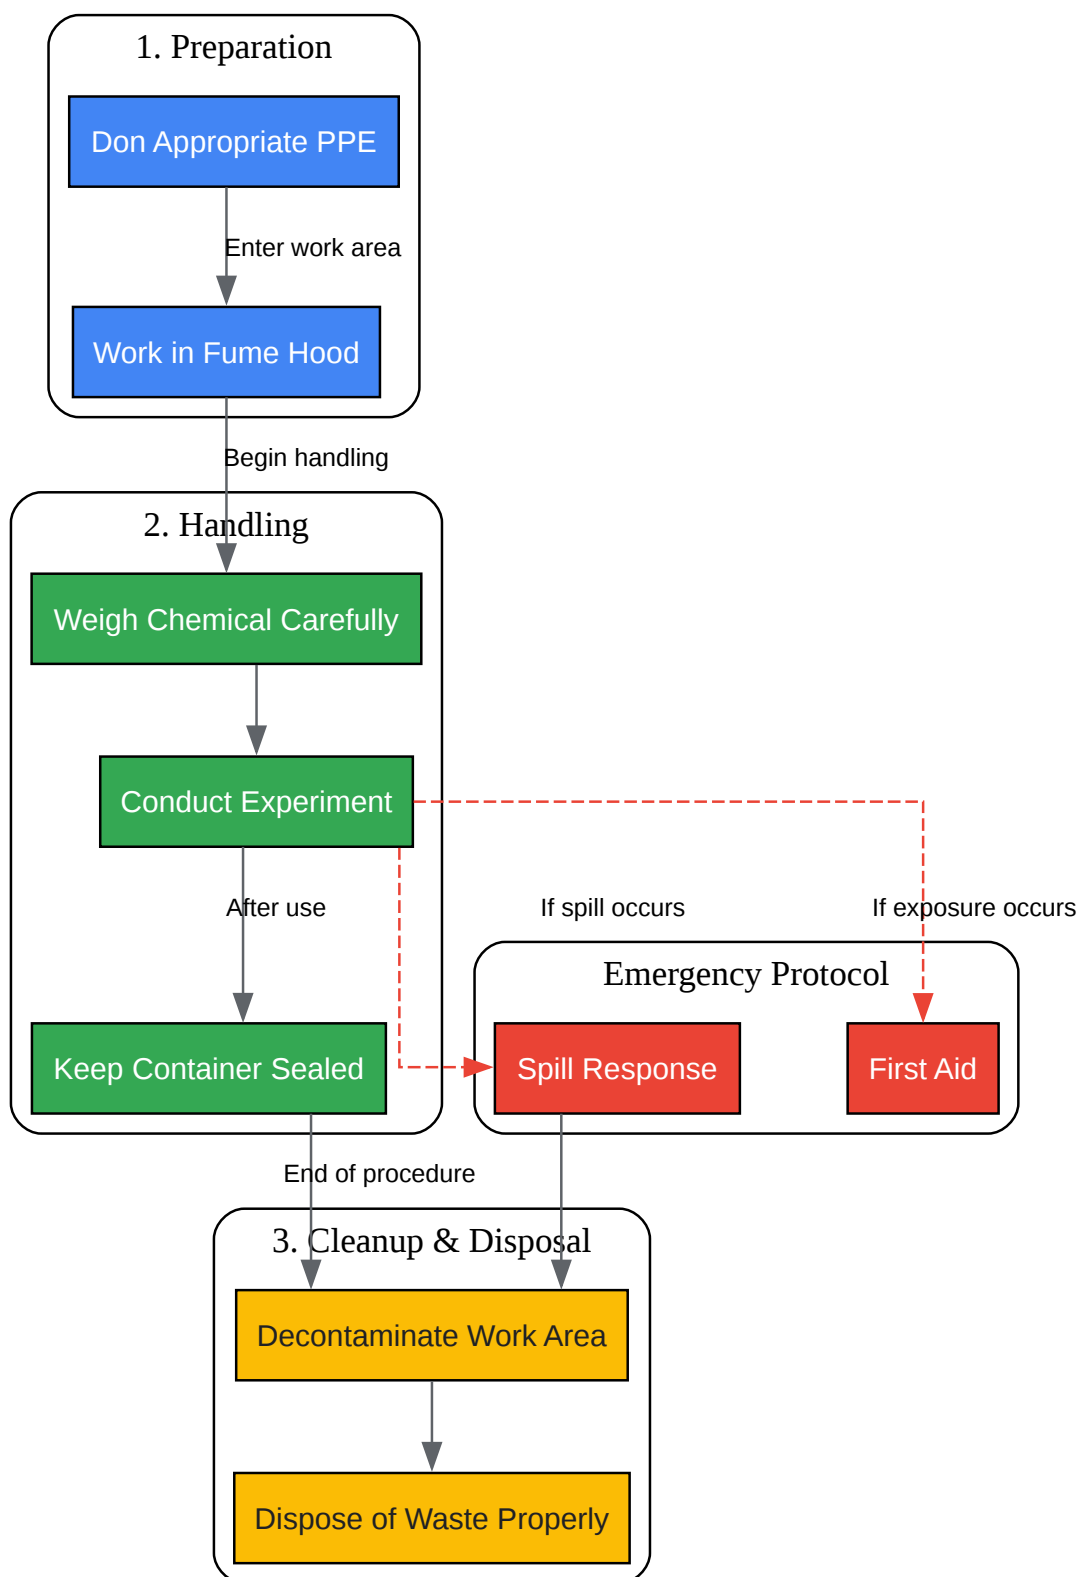 1. Preparation
Don Appropriate PPE
Enter work area
Work in Fume Hood
Begin handling
2. Handling
Weigh Chemical Carefully
Conduct Experiment
After use
If spill occurs
If exposure occurs
Emergency Protocol
Keep Container Sealed
Spill Response
First Aid
End of procedure
3. Cleanup & Disposal
Decontaminate Work Area
Dispose of Waste Properly